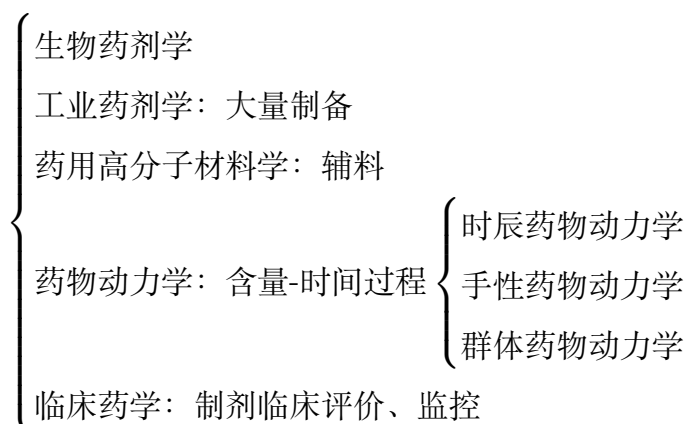 生物药剂学
工业药剂学：大量制备
药用高分子材料学：辅料
药物动力学：含量-时间过程
时辰药物动力学
手性药物动力学
群体药物动力学
临床药学：制剂临床评价、监控